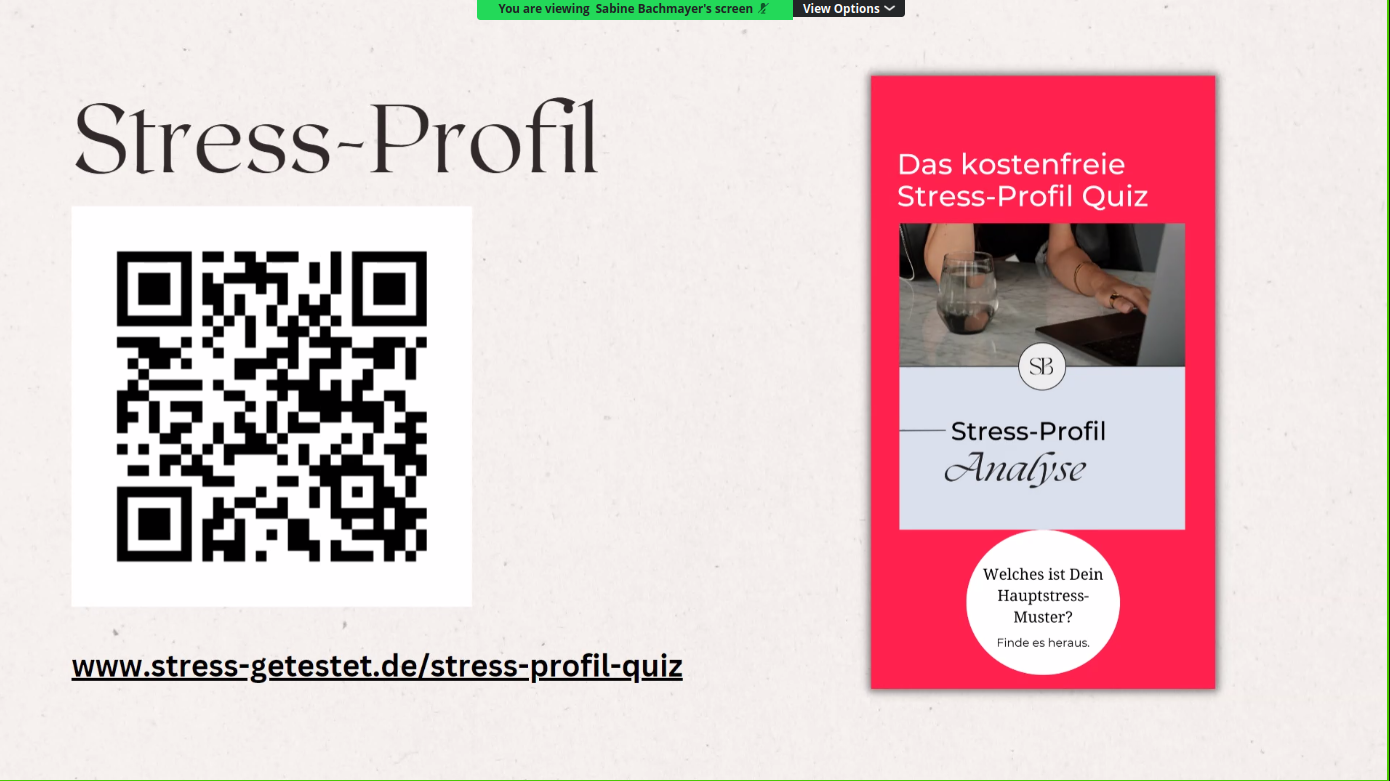 You are viewing Sabine Bachmayer's screen
View Options
Stress-Profil
www.stress-getestet.de/stress-profil-quiz
Das kostenfreie
Stress-Profil Quiz
SB
Stress-Profil
Analyse
Welches ist Dein
Hauptstress-
Muster?
Finde es heraus.